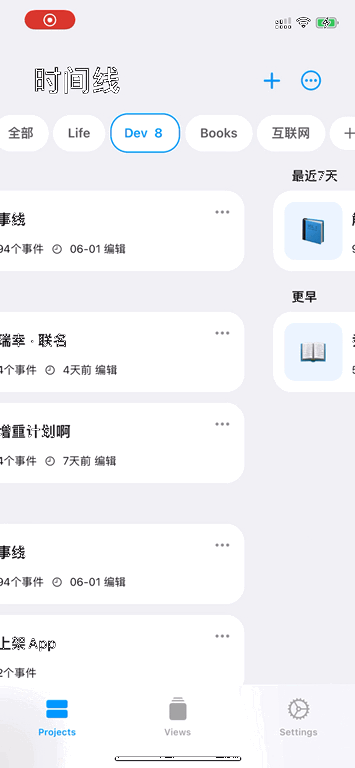 时间线
全部 Life Dev 8 Books 互联网
最近7天
事线
94个事件 06-01 编辑
更早
瑞幸 · 联名
4个事件 4天前 编辑
增重计划啊
4个事件 7天前 编辑
事线
94个事件 06-01 编辑
上架 App
2个事件
Projects Views Settings